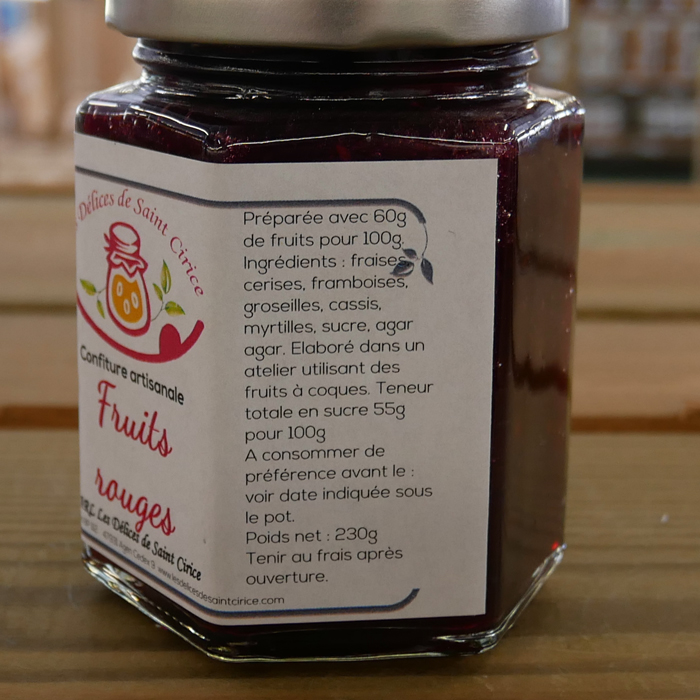 Délices de Saint Cirice
Confiture artisanale
Fruits
rouges
Les Délices de Saint Cirice
www.lesdelicesdesaintcirice.com
Préparée avec 60g
de fruits pour 100g.
Ingrédients : fraises,
cerises, framboises,
groseilles, cassis,
myrtilles, sucre, agar
agar. Elaboré dans un
atelier utilisant des
fruits à coques. Teneur
totale en sucre 55g
pour 100g
A consommer de
préférence avant le :
voir date indiquée sous
le pot.
Poids net : 230g
Tenir au frais après
ouverture.